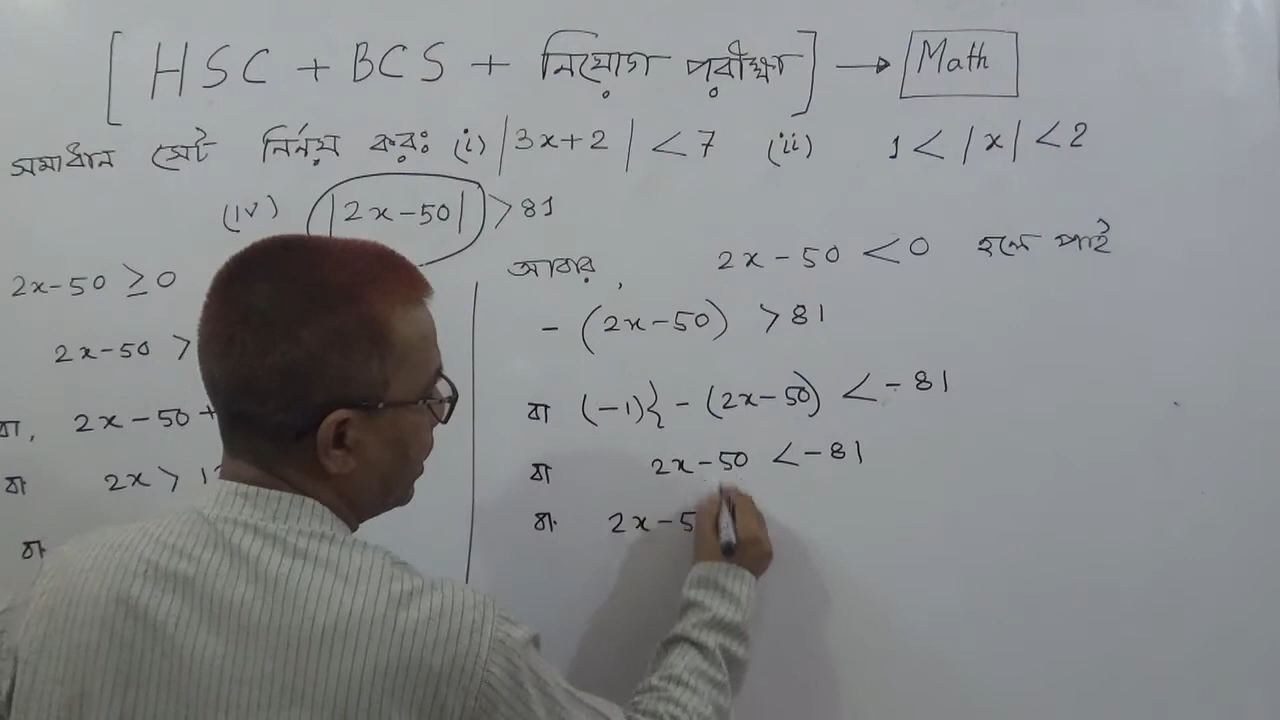 [HSC + BCS + নিয়োগ পরীক্ষা] → Math
সমাধান সেট নির্নয় করঃ (i) |3x+2| < 7 (ii) 1 < |x| < 2
(iv) |2x-50| > 81
2x-50 ≥ 0
2x-50 >
বা, 2x-50+
বা 2x > 1
বা
আবার, 2x-50 < 0 হলে পাই
-(2x-50) > 81
বা (-1){-(2x-50) < -81
বা 2x-50 < -81
বা 2x-5